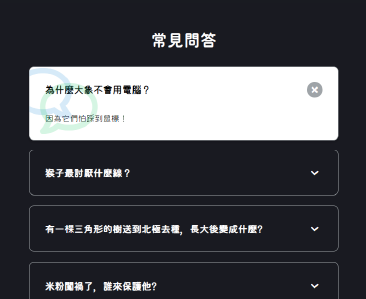 常見問答
為什麼大象不會用電腦？
因為它們怕踩到鼠標！
猴子最討厭什麼線？
有一棵三角形的樹送到北極去種，長大後變成什麼?
米粉闖禍了，誰來保護他?